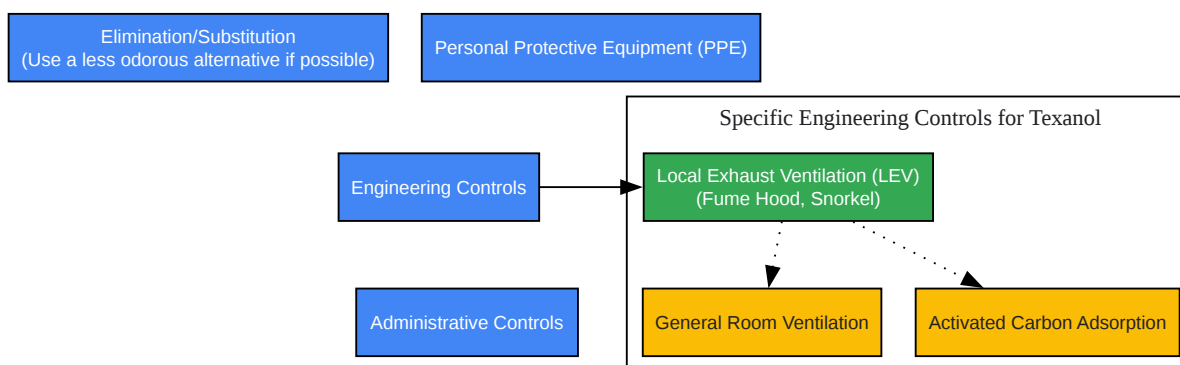 Elimination/Substitution
(Use a less odorous alternative if possible)
Personal Protective Equipment (PPE)
Specific Engineering Controls for Texanol
Engineering Controls
Local Exhaust Ventilation (LEV)
(Fume Hood, Snorkel)
Administrative Controls
General Room Ventilation
Activated Carbon Adsorption